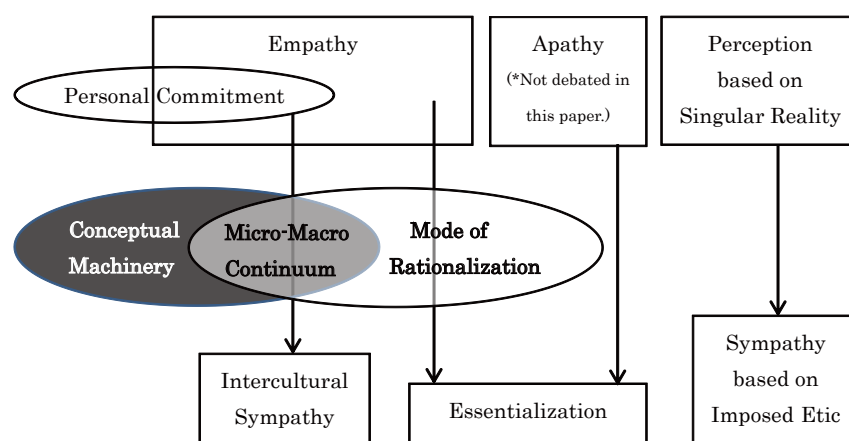 Empathy
Personal Commitment
Apathy
(*Not debated in
this paper.)
Perception
based on
Singular Reality
Conceptual
Machinery
Micro-Macro
Continuum
Mode of
Rationalization
Intercultural
Sympathy
Essentialization
Sympathy
based on
Imposed Etic